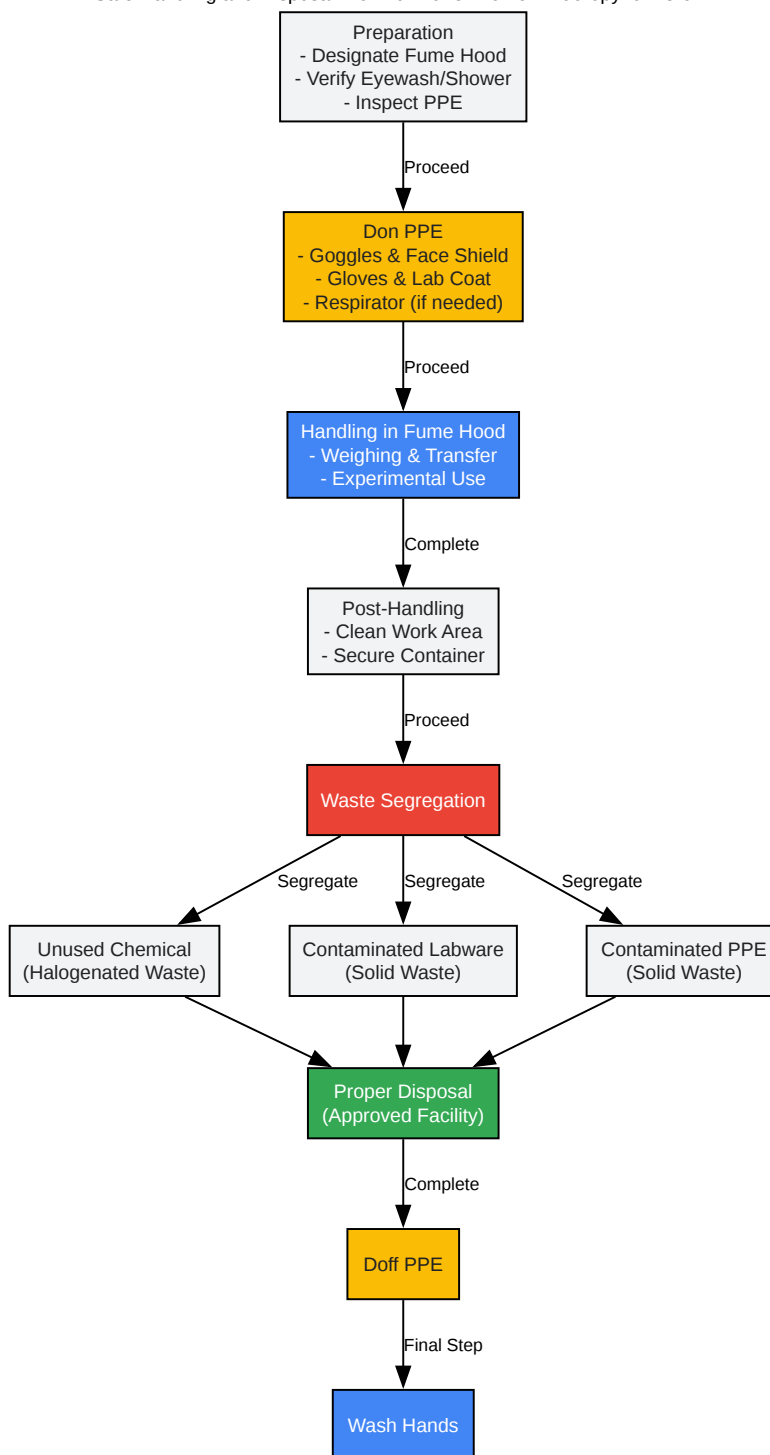 Preparation
- Designate Fume Hood
- Verify Eyewash/Shower
- Inspect PPE
Proceed
Don PPE
- Goggles & Face Shield
- Gloves & Lab Coat
- Respirator (if needed)
Proceed
Handling in Fume Hood
- Weighing & Transfer
- Experimental Use
Complete
Post-Handling
- Clean Work Area
- Secure Container
Proceed
Waste Segregation
Segregate
Segregate
Segregate
Unused Chemical
(Halogenated Waste)
Contaminated Labware
(Solid Waste)
Contaminated PPE
(Solid Waste)
Proper Disposal
(Approved Facility)
Complete
Doff PPE
Final Step
Wash Hands